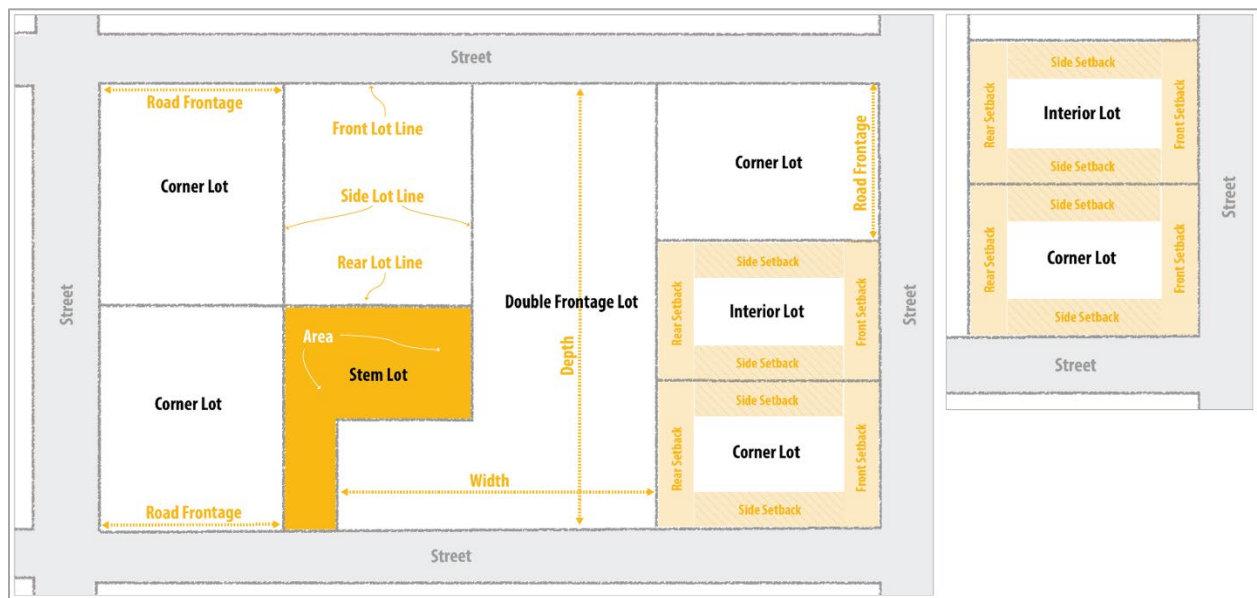 Street
Road Frontage
Front Lot Line
Corner Lot
Side Lot Line
Rear Lot Line
Street
Area
Stem Lot
Corner Lot
Road Frontage
Double Frontage Lot
Depth
Width
Corner Lot
Road Frontage
Side Setback
Rear Setback
Interior Lot
Front Setback
Side Setback
Side Setback
Rear Setback
Corner Lot
Front Setback
Side Setback
Street
Street
Side Setback
Rear Setback
Interior Lot
Front Setback
Side Setback
Side Setback
Rear Setback
Corner Lot
Front Setback
Side Setback
Street
Street